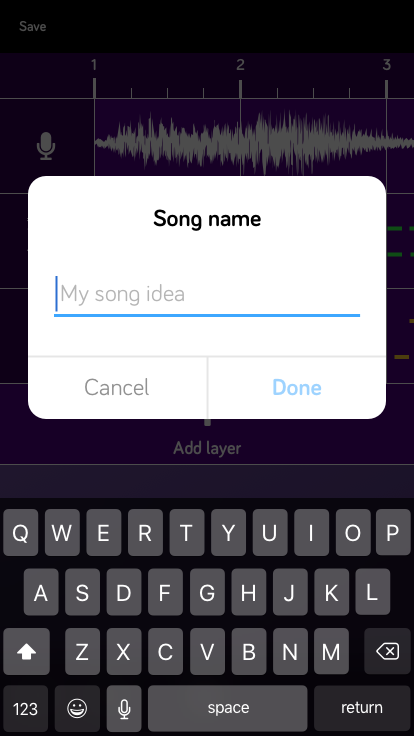 Save
1 2 3
Song name
My song idea
Cancel Done
Add layer
Q W E R T Y U I O P
A S D F G H J K L
Z X C V B N M
123 space return